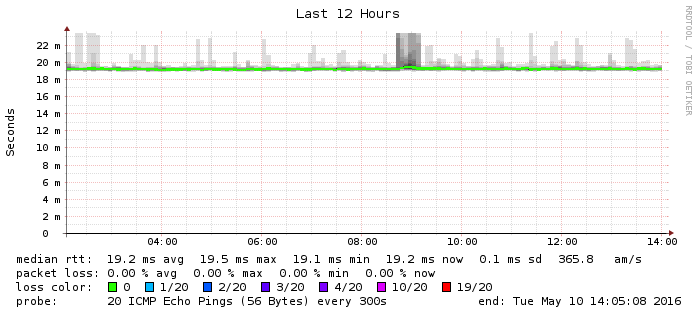 Last 12 Hours
RRDTOOL / TOBI OETIKER
Seconds
22 m
20 m
18 m
16 m
14 m
12 m
10 m
8 m
6 m
4 m
2 m
0
04:00 06:00 08:00 10:00 12:00 14:00
median rtt: 19.2 ms avg 19.5 ms max 19.1 ms min 19.2 ms now 0.1 ms sd 365.8 am/s
packet loss: 0.00 % avg 0.00 % max 0.00 % min 0.00 % now
loss color: 0 1/20 2/20 3/20 4/20 10/20 19/20
probe: 20 ICMP Echo Pings (56 Bytes) every 300s end: Tue May 10 14:05:08 2016